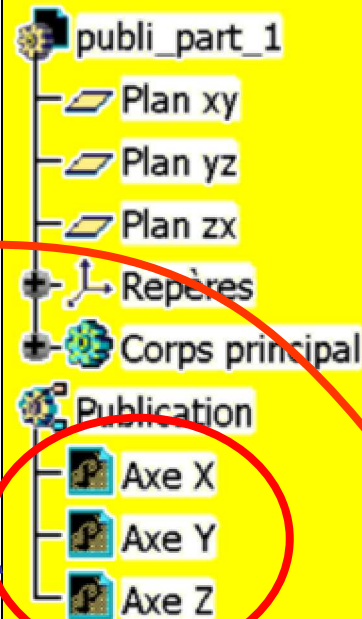 publi_part_1
Plan xy
Plan yz
Plan zx
Repères
Corps principal
Publication
Axe X
Axe Y
Axe Z